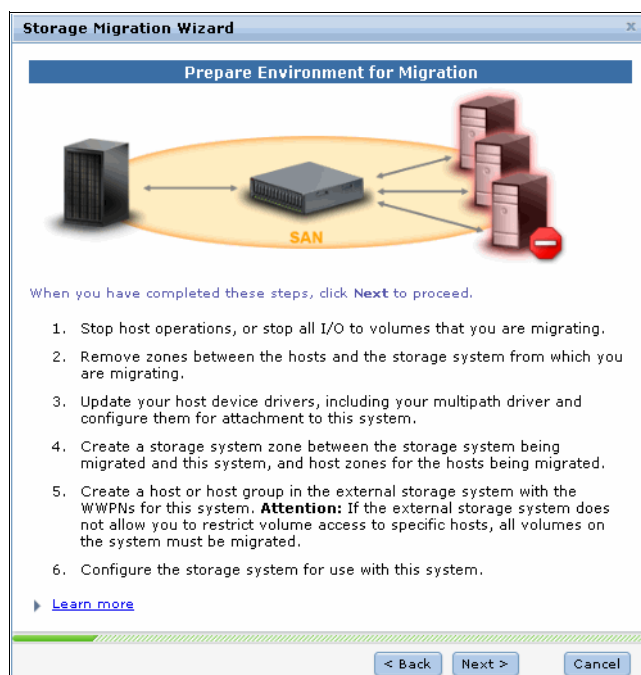 Storage Migration Wizard
x
Prepare Environment for Migration
SAN
When you have completed these steps, click Next to proceed.
1. Stop host operations, or stop all I/O to volumes that you are migrating.
2. Remove zones between the hosts and the storage system from which you
are migrating.
3. Update your host device drivers, including your multipath driver and
configure them for attachment to this system.
4. Create a storage system zone between the storage system being
migrated and this system, and host zones for the hosts being migrated.
5. Create a host or host group in the external storage system with the
WWPNs for this system. Attention: If the external storage system does
not allow you to restrict volume access to specific hosts, all volumes on
the system must be migrated.
6. Configure the storage system for use with this system.
Learn more
< Back
Next >
Cancel